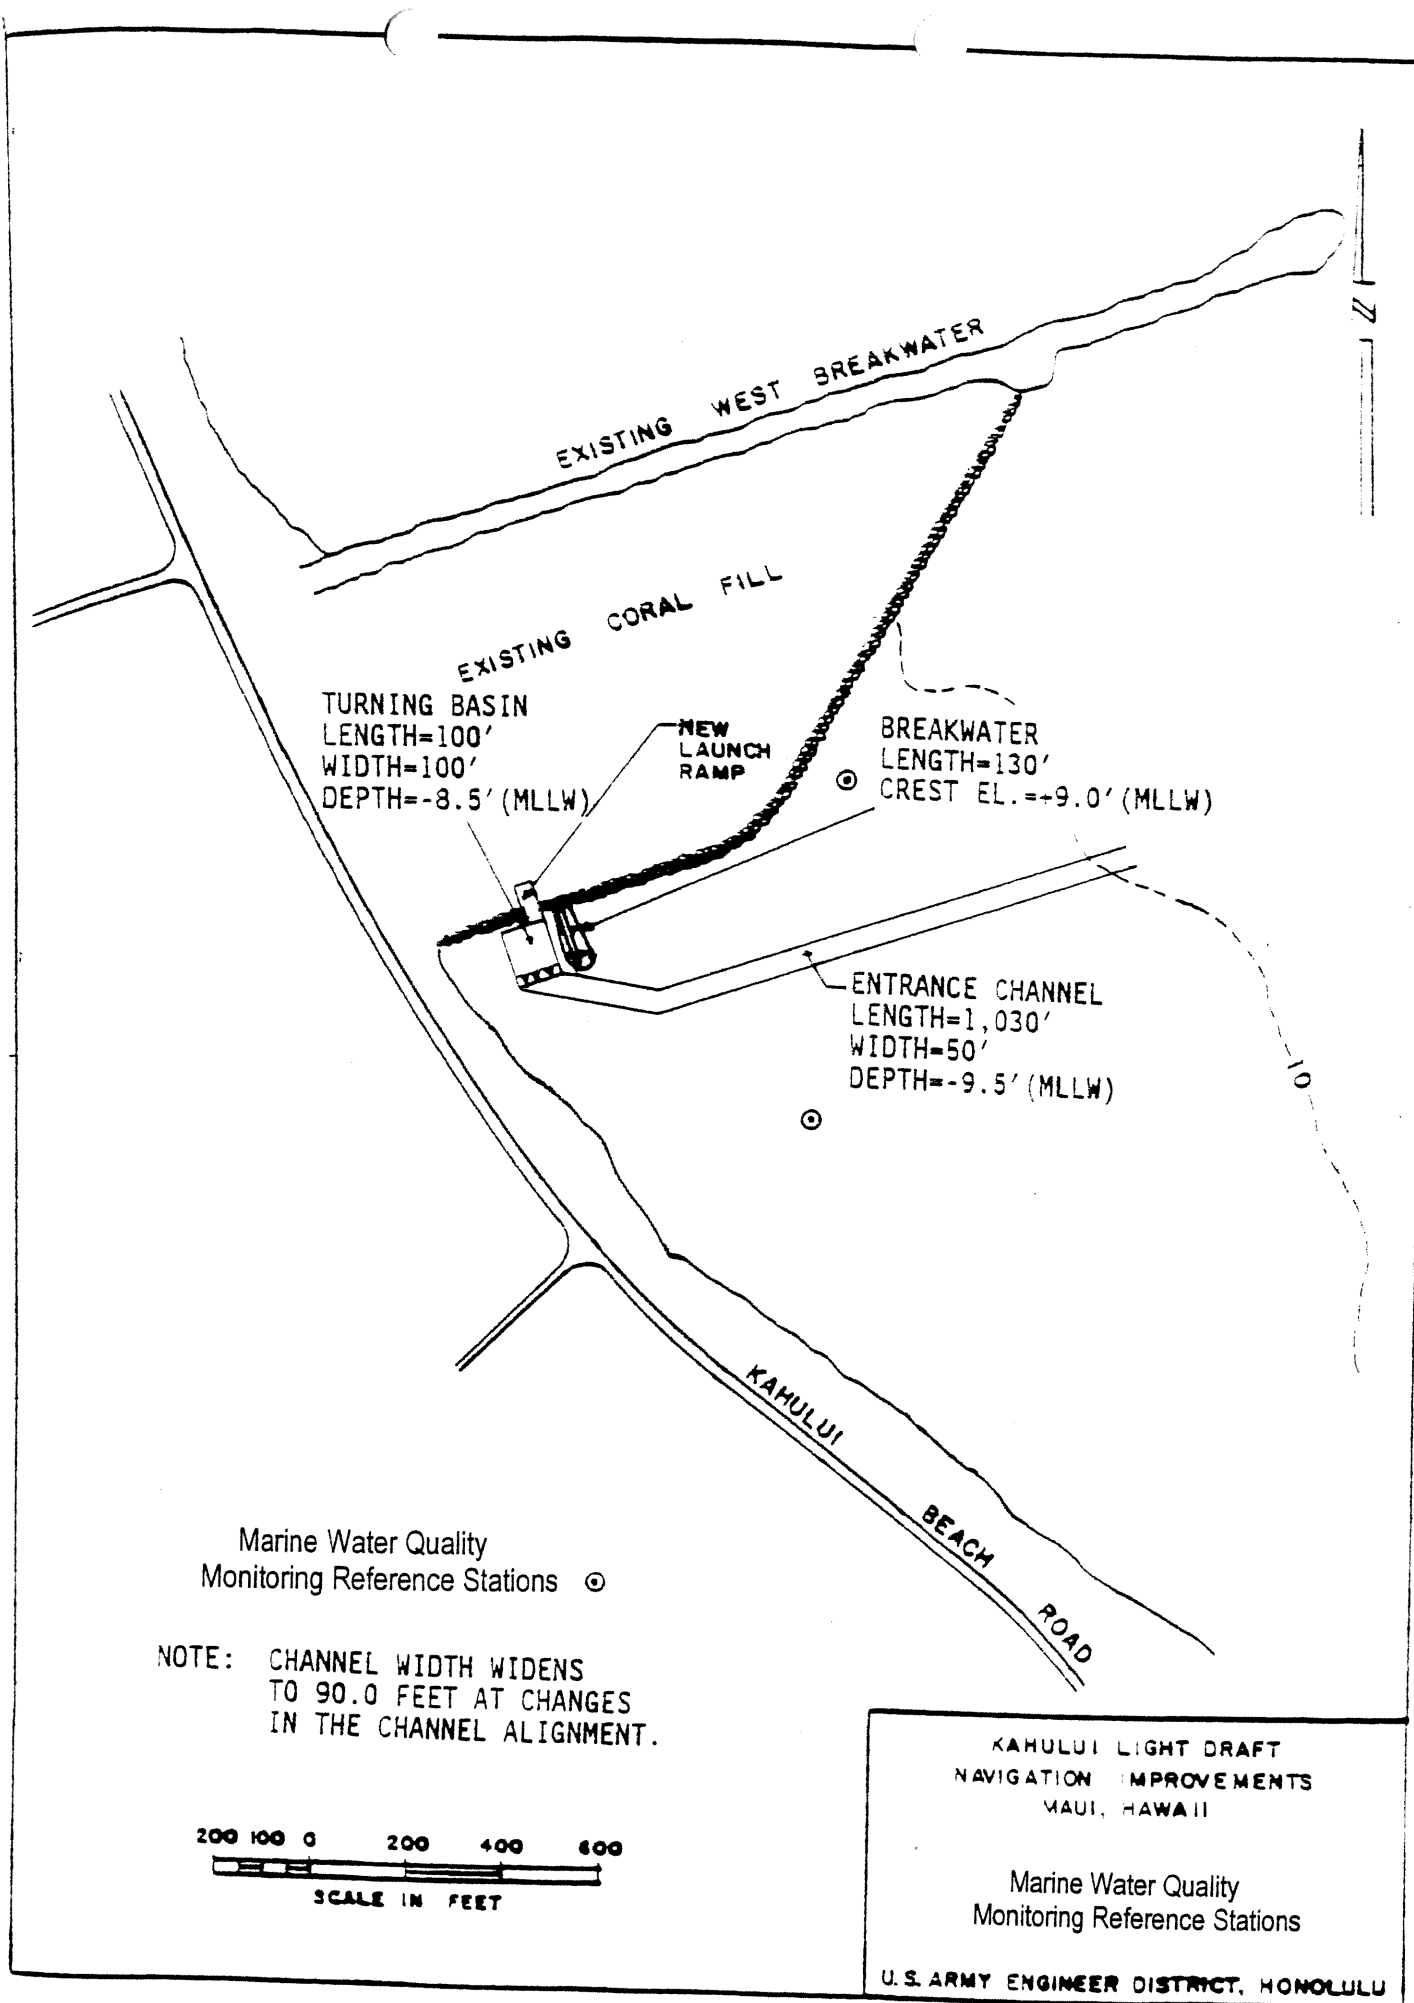 EXISTING WEST BREAKWATER
EXISTING CORAL FILL
TURNING BASIN
LENGTH=100'
WIDTH=100'
DEPTH=-8.5' (MLLW)
NEW
LAUNCH
RAMP
BREAKWATER
LENGTH=130'
CREST EL.=+9.0' (MLLW)
ENTRANCE CHANNEL
LENGTH=1,030'
WIDTH=50'
DEPTH=-9.5' (MLLW)
10
KAHULUI BEACH ROAD
Marine Water Quality
Monitoring Reference Stations
NOTE: CHANNEL WIDTH WIDENS
TO 90.0 FEET AT CHANGES
IN THE CHANNEL ALIGNMENT.
200 100 0 200 400 600
SCALE IN FEET
KAHULUI LIGHT DRAFT
NAVIGATION IMPROVEMENTS
MAUI, HAWAII
Marine Water Quality
Monitoring Reference Stations
U.S. ARMY ENGINEER DISTRICT, HONOLULU